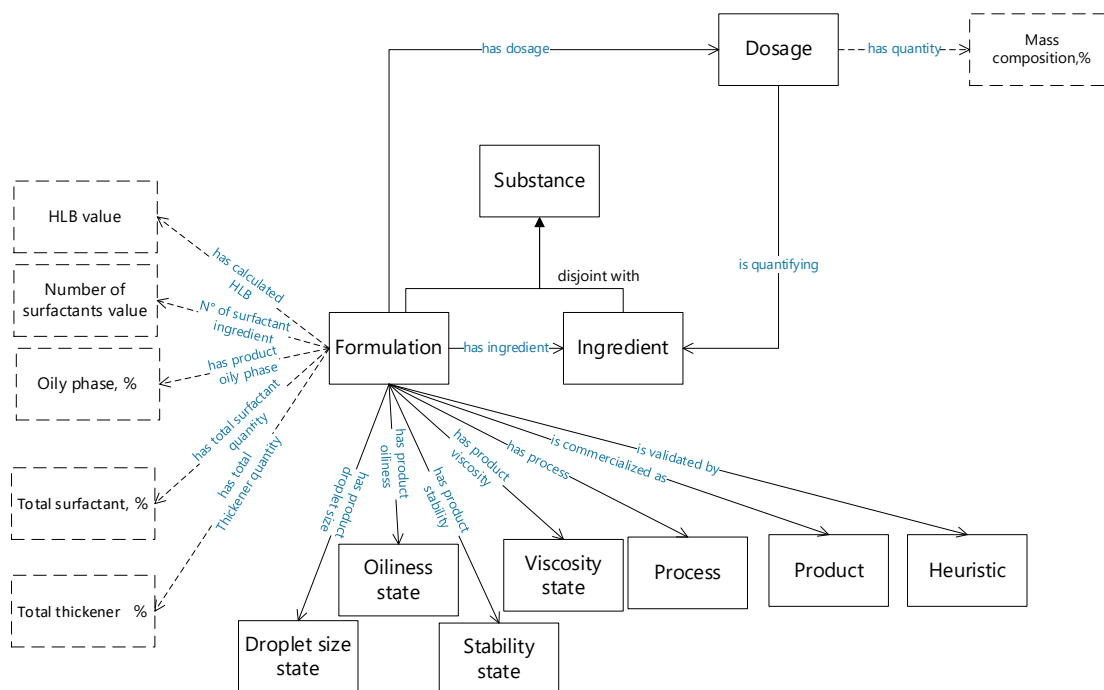 has dosage
Dosage
has quantity
Mass
composition,%
Substance
HLB value
has calculated
HLB
is quantifying
disjoint with
Number of
surfactants value
N° of surfactant
ingredient
Formulation
has ingredient
Ingredient
Oily phase, %
has product
oily phase
has total surfactant
quantity
has total
Thickener quantity
Total surfactant, %
Total thickener %
has product
droplet size
has product
oiliness
has product
stability
has product
viscosity
has process
is commercialized as
is validated by
Oiliness
state
Viscosity
state
Process
Product
Heuristic
Droplet size
state
Stability
state